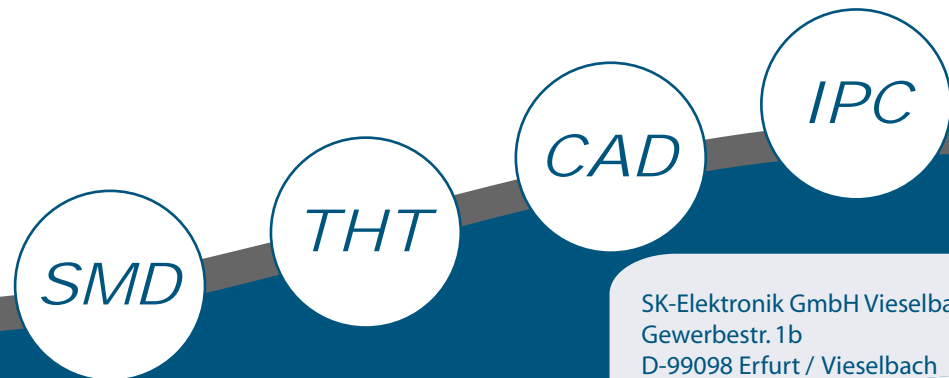 SMD
THT
CAD
IPC
SK-Elektronik GmbH
Gewerbestr. 1b
D-99098 Erfurt / Vieselbach